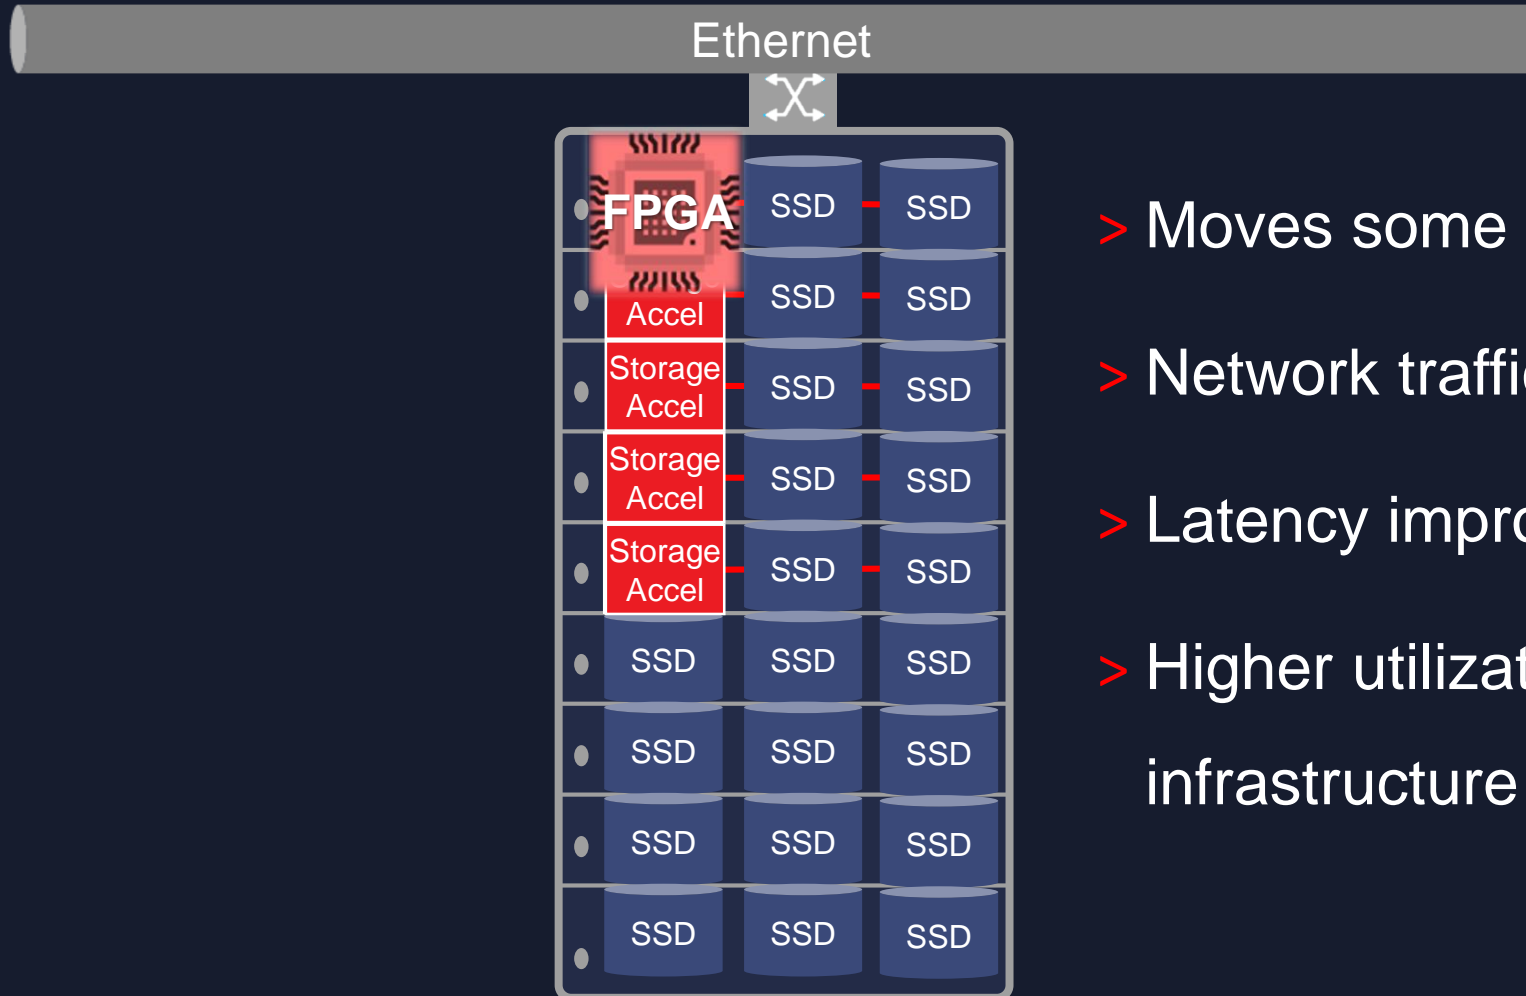 Ethernet
FPGA SSD SSD
Accel SSD SSD
Storage
Accel SSD SSD
Storage
Accel SSD SSD
Storage
Accel SSD SSD
SSD SSD SSD
SSD SSD SSD
SSD SSD SSD
SSD SSD SSD
> Moves some
> Network traffic
> Latency impro
> Higher utilizat
infrastructure